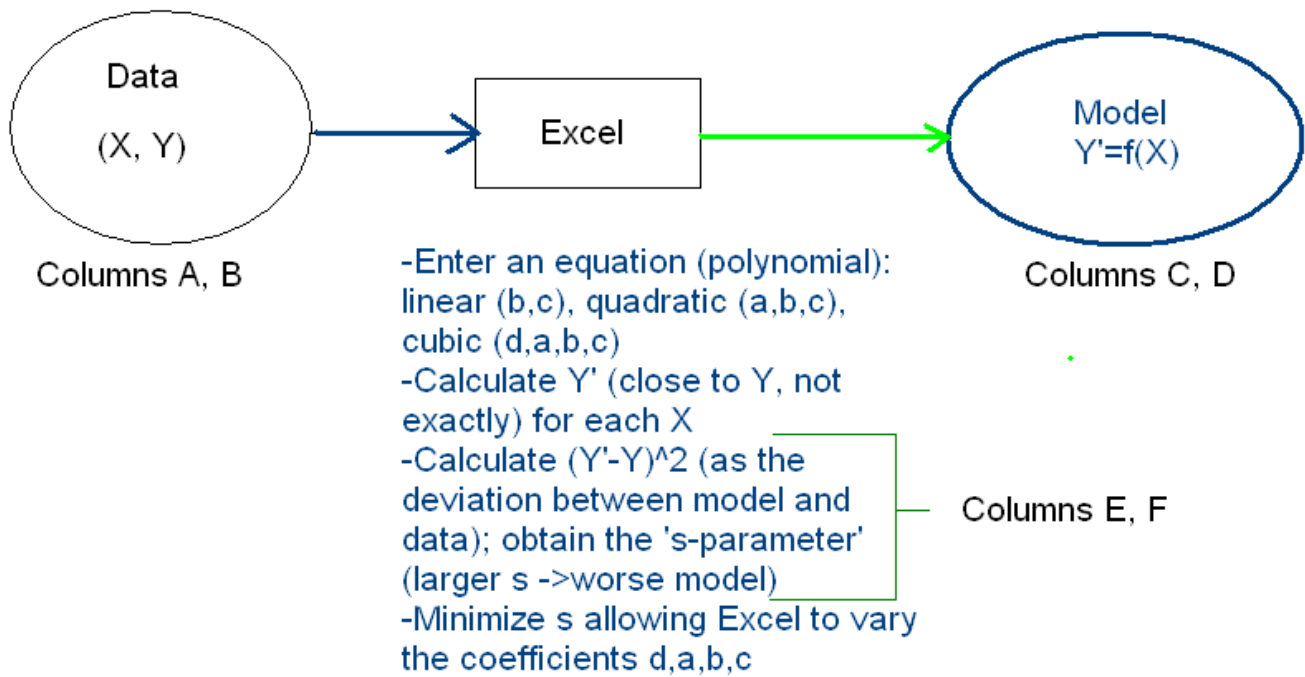 Data
(X, Y)
Columns A, B
Excel
Model
Y'=f(X)
Columns C, D
-Enter an equation (polynomial):
linear (b,c), quadratic (a,b,c),
cubic (d,a,b,c)
-Calculate Y' (close to Y, not
exactly) for each X
-Calculate (Y'-Y)^2 (as the
deviation between model and
data); obtain the 's-parameter'
(larger s ->worse model)
-Minimize s allowing Excel to vary
the coefficients d,a,b,c
Columns E, F